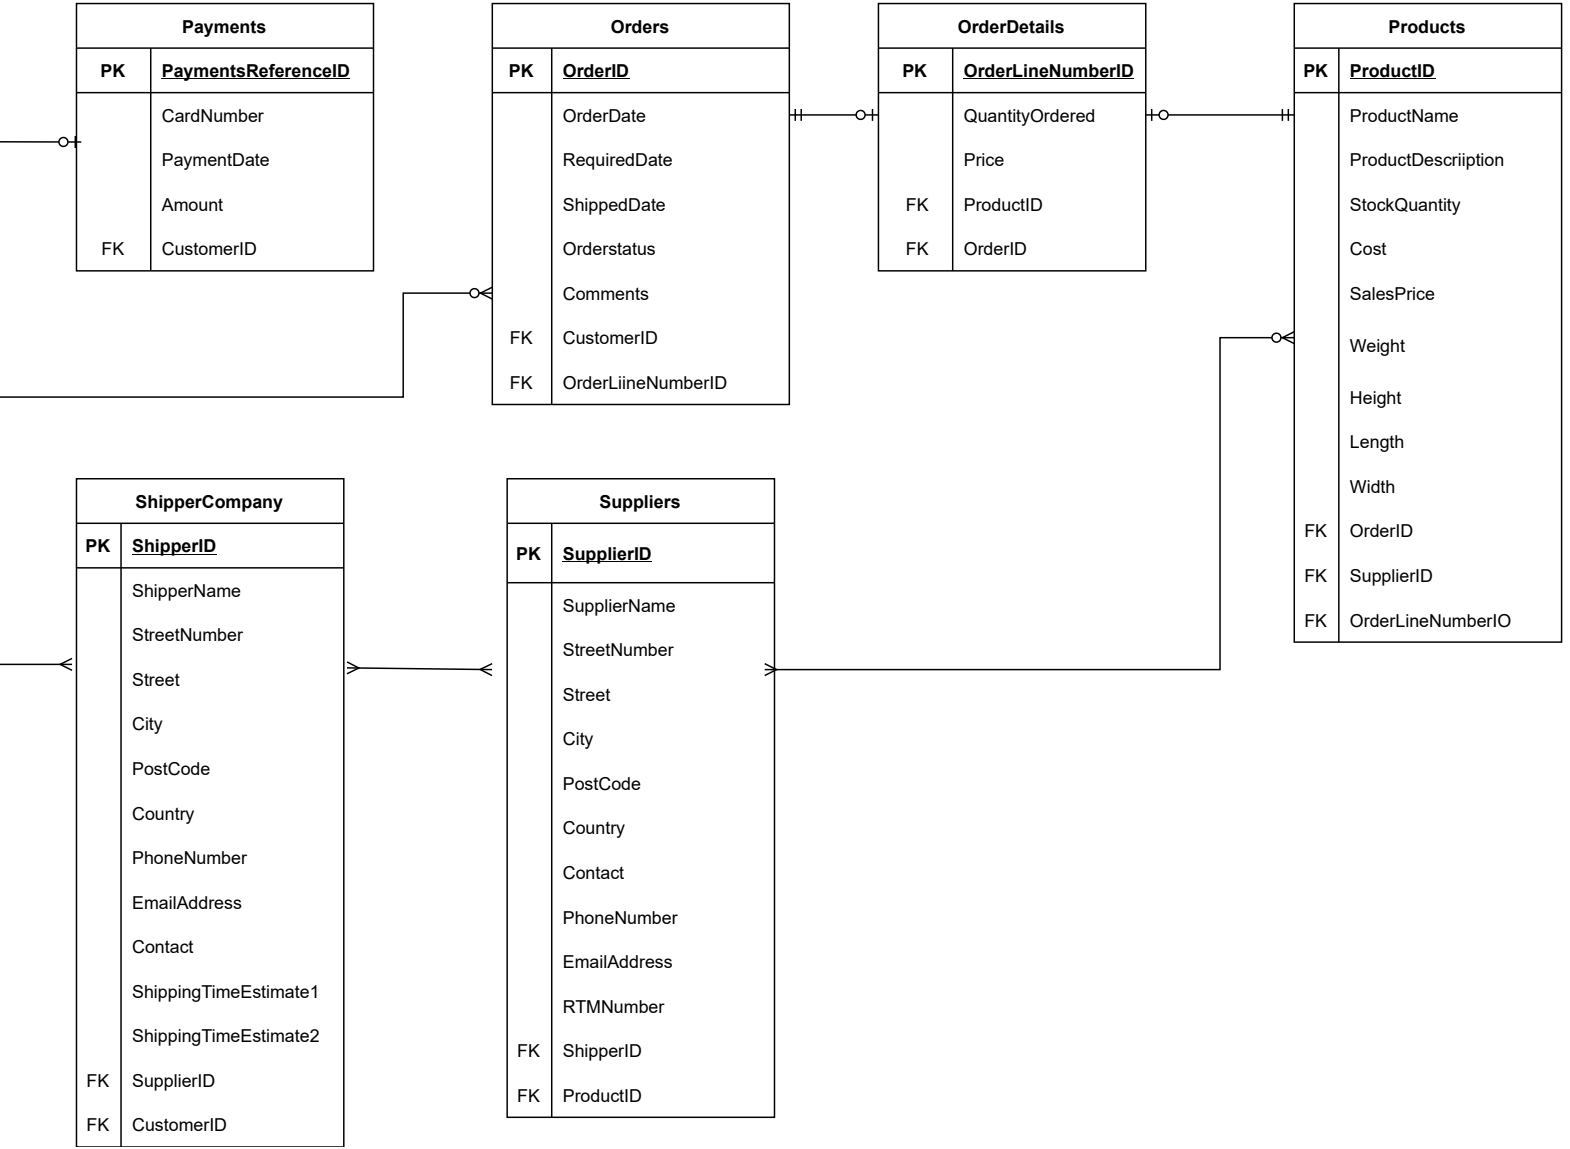 Payments
PK PaymentsReferenceID
CardNumber
PaymentDate
Amount
FK CustomerID
Orders
PK OrderID
OrderDate
RequiredDate
ShippedDate
Orderstatus
Comments
FK CustomerID
FK OrderLiineNumberID
OrderDetails
PK OrderLineNumberID
QuantityOrdered
Price
FK ProductID
FK OrderID
Products
PK ProductID
ProductName
ProductDescriiption
StockQuantity
Cost
SalesPrice
Weight
Height
Length
Width
FK OrderID
FK SupplierID
FK OrderLineNumberIO
ShipperCompany
PK ShipperID
ShipperName
StreetNumber
Street
City
PostCode
Country
PhoneNumber
EmailAddress
Contact
ShippingTimeEstimate1
ShippingTimeEstimate2
FK SupplierID
FK CustomerID
Suppliers
PK SupplierID
SupplierName
StreetNumber
Street
City
PostCode
Country
Contact
PhoneNumber
EmailAddress
RTMNumber
FK ShipperID
FK ProductID